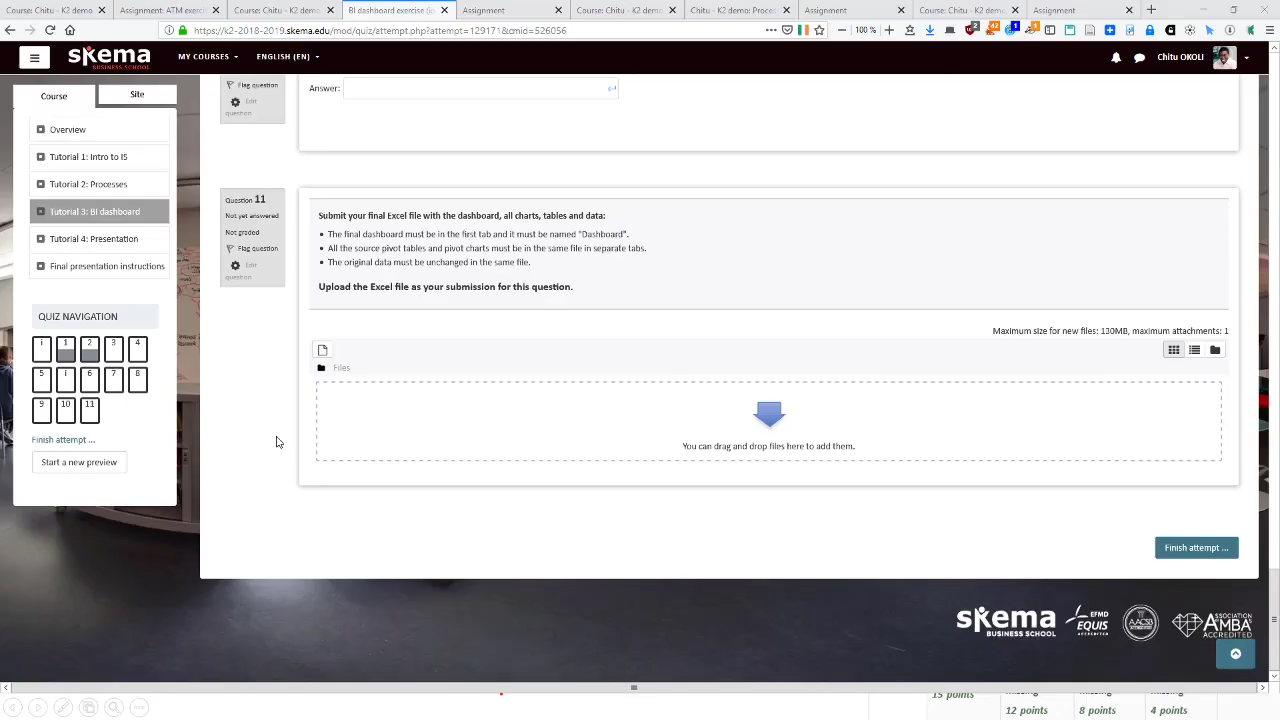 Course: Chitu - K2 demo
Assignment: ATM exerci
Course: Chitu - K2 demo
BI dashboard exercise (i
Assignment
Course: Chitu - K2 demo
Chitu - K2 demo Proces
Assignment
Course: Chitu - K2 demo
Assignment
https://k2-2018-2019.skema.edu/mod/quiz/attempt.php?attempt=129171&cmid=526056
100%
2
42
1
1
skema
BUSINESS SCHOOL
MY COURSES
ENGLISH (EN)
Chitu OKOLI
Course
Site
Overview
Tutorial 1: Intro to IS
Tutorial 2: Processes
Tutorial 3: BI dashboard
Tutorial 4: Presentation
Final presentation instructions
QUIZ NAVIGATION
i 1 2 3 4
5 i 6 7 8
9 10 11
Finish attempt ...
Start a new preview
Flag question
Edit
question
Answer:
Question 11
Not yet answered
Not graded
Flag question
Edit
question
Submit your final Excel file with the dashboard, all charts, tables and data:
• The final dashboard must be in the first tab and it must be named "Dashboard".
• All the source pivot tables and pivot charts must be in the same file in separate tabs.
• The original data must be unchanged in the same file.
Upload the Excel file as your submission for this question.
Maximum size for new files: 130MB, maximum attachments: 1
Files
You can drag and drop files here to add them.
Finish attempt ...
skema
BUSINESS SCHOOL
EFMD
EQUIS
ACCREDITED
AACSB
ACCREDITED
ASSOCIATION
AMBA
ACCREDITED
15 points
12 points
8 points
4 points